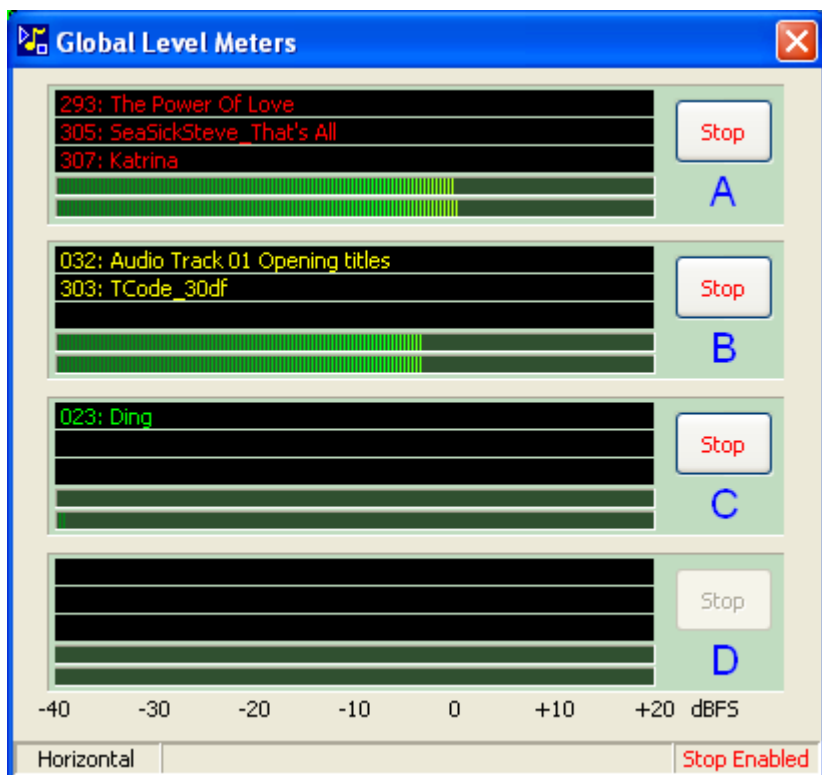 Global Level Meters
293: The Power Of Love
305: SeaSickSteve_That's All
307: Katrina
Stop
A
032: Audio Track 01 Opening titles
303: TCode_30df
Stop
B
023: Ding
Stop
C
Stop
D
-40 -30 -20 -10 0 +10 +20 dBFS
Horizontal Stop Enabled